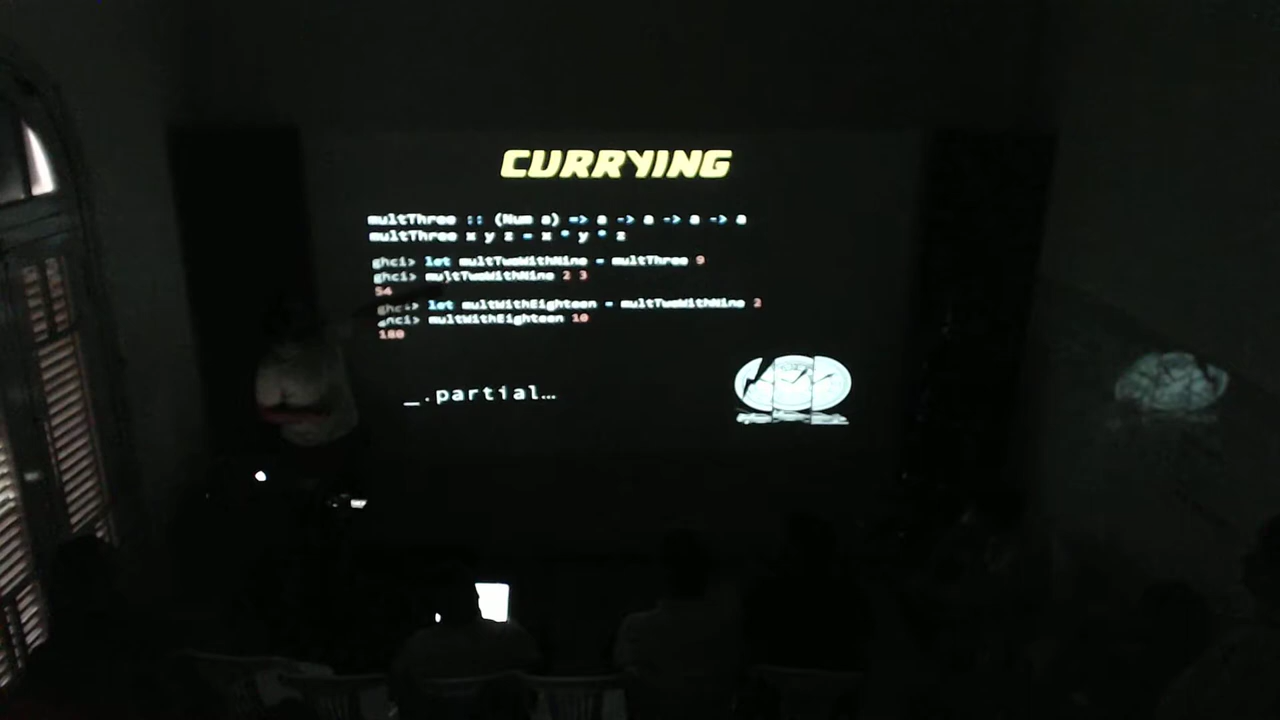 CURRYING
multThree :: (Num a) => a -> a -> a -> a
multThree x y z = x * y * z
ghci> let multTwoWithNine = multThree 9
ghci> multTwoWithNine 2 3
54
ghci> let multWithEighteen = multTwoWithNine 2
ghci> multWithEighteen 10
180
_.partial…